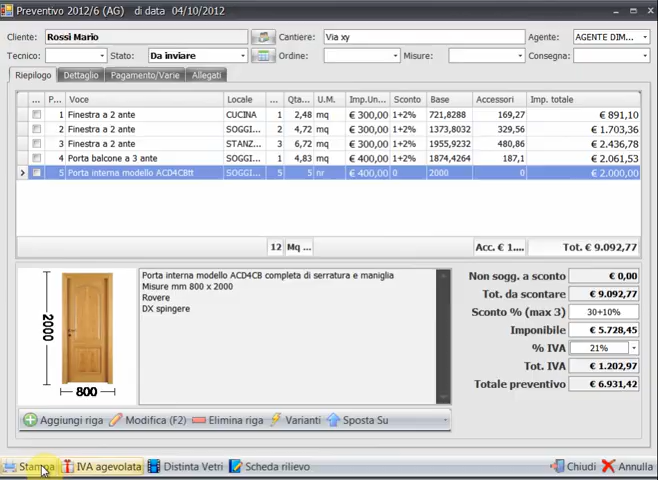 Preventivo 2012/6 (AG) di data 04/10/2012
Cliente: Rossi Mario Cantiere: Via xy Agente: AGENTE DIM...
Tecnico: Stato: Da inviare Ordine: Misure: Consegna:
Riepilogo Dettaglio Pagamento/Varie Allegati
... P... Voce Locale ... Qta... U.M. Imp.Un... Sconto Base Accessori Imp. totale
1 Finestra a 2 ante CUCINA 1 2,48 mq € 300,00 1+2% 721,8288 169,27 € 891,10
2 Finestra a 2 ante SOGGI... 2 4,72 mq € 300,00 1+2% 1373,8032 329,56 € 1.703,36
3 Finestra a 2 ante STANZ... 3 6,72 mq € 300,00 1+2% 1955,9232 480,86 € 2.436,78
4 Porta balcone a 3 ante SOGGI... 1 4,83 mq € 400,00 1+2% 1874,4264 187,1 € 2.061,53
5 Porta interna modello ACD4CBtt SOGGI... 5 5 nr € 400,00 0 2000 0 € 2.000,00
12 Mq ... Acc. € 1.... Tot. € 9.092,77
2000
800
Porta interna modello ACD4CB completa di serratura e maniglia
Misure mm 800 x 2000
Rovere
DX spingere
Non sogg. a sconto € 0,00
Tot. da scontare € 9.092,77
Sconto % (max 3) 30+10%
Imponibile € 5.728,45
% IVA 21%
Tot. IVA € 1.202,97
Totale preventivo € 6.931,42
Aggiungi riga Modifica (F2) Elimina riga Varianti Sposta Su
Stampa IVA agevolata Distinta Vetri Scheda rilievo Chiudi Annulla